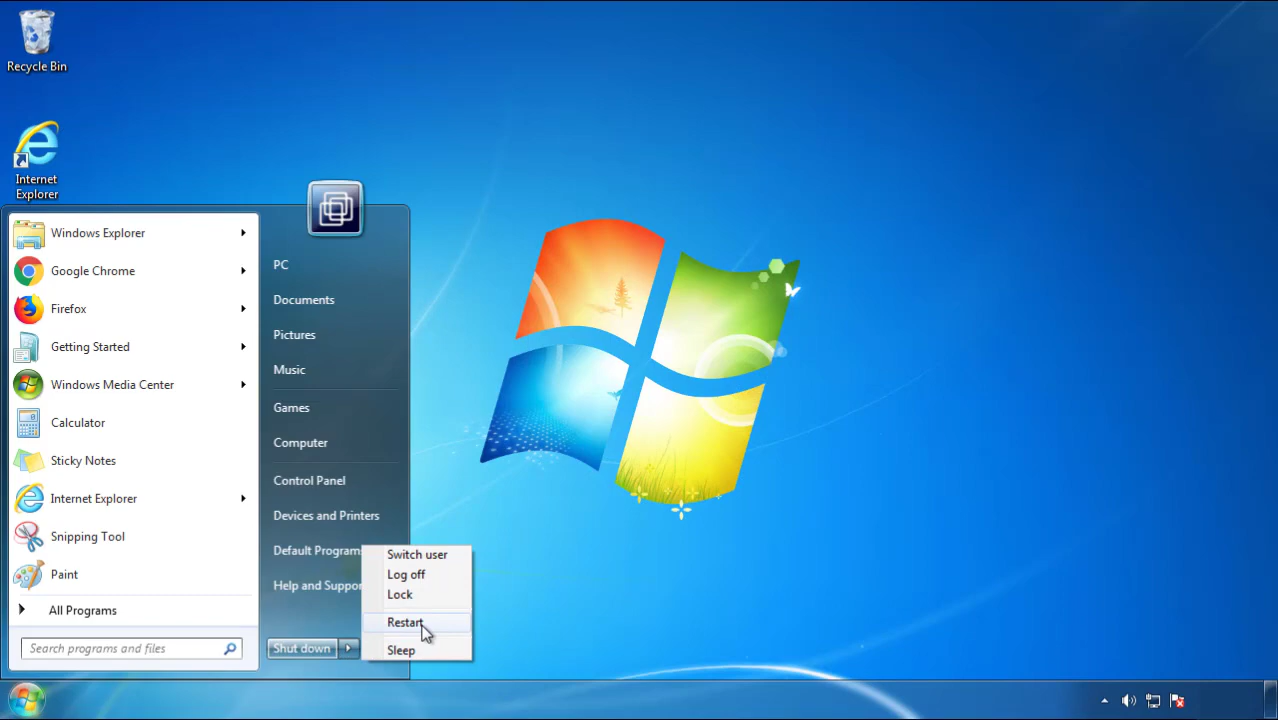 Recycle Bin
Internet
Explorer
Windows Explorer
Google Chrome
Firefox
Getting Started
Windows Media Center
Calculator
Sticky Notes
Internet Explorer
Snipping Tool
Paint
All Programs
Search programs and files
PC
Documents
Pictures
Music
Games
Computer
Control Panel
Devices and Printers
Default Program
Help and Suppor
Shut down
Switch user
Log off
Lock
Restart
Sleep